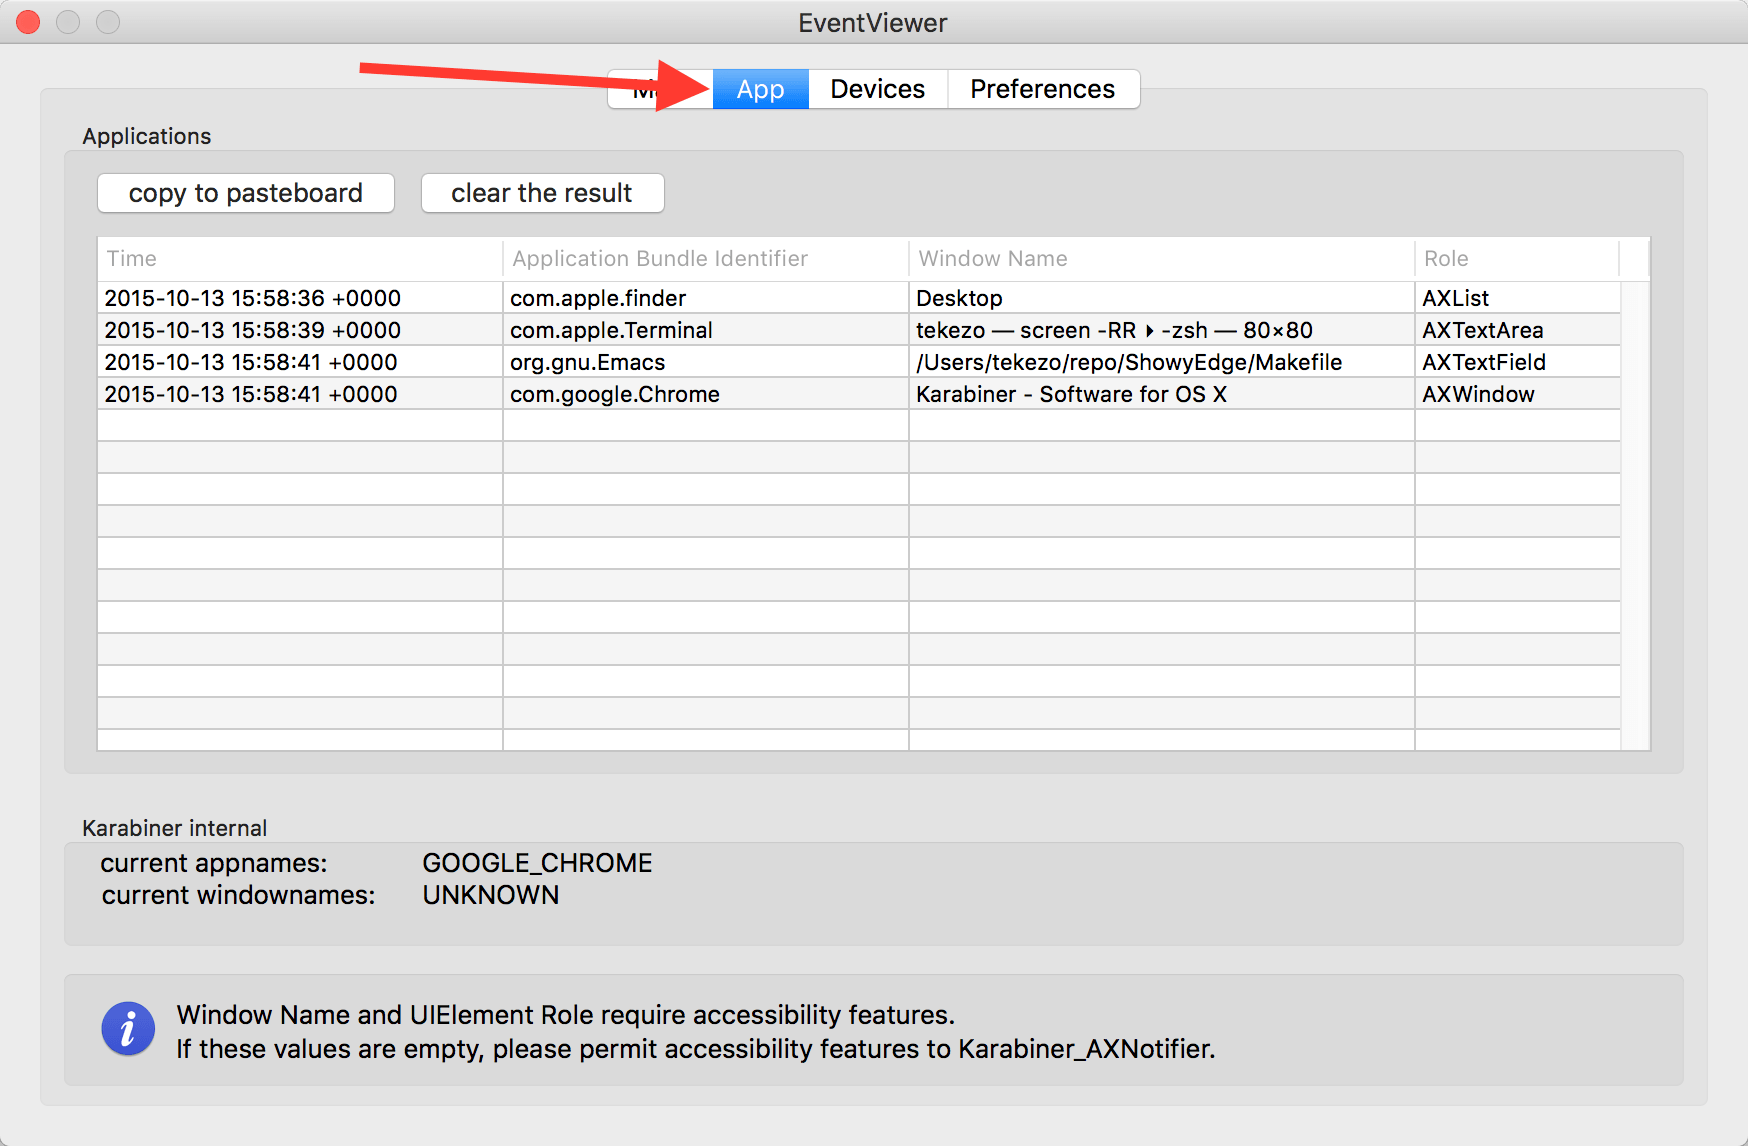 EventViewer
App Devices Preferences
Applications
copy to pasteboard clear the result
Time Application Bundle Identifier Window Name Role
2015-10-13 15:58:36 +0000 com.apple.finder Desktop AXList
2015-10-13 15:58:39 +0000 com.apple.Terminal tekezo — screen -RR ▸ -zsh — 80×80 AXTextArea
2015-10-13 15:58:41 +0000 org.gnu.Emacs /Users/tekezo/repo/ShowyEdge/Makefile AXTextField
2015-10-13 15:58:41 +0000 com.google.Chrome Karabiner - Software for OS X AXWindow
Karabiner internal
current appnames: GOOGLE_CHROME
current windownames: UNKNOWN
Window Name and UIElement Role require accessibility features.
If these values are empty, please permit accessibility features to Karabiner_AXNotifier.